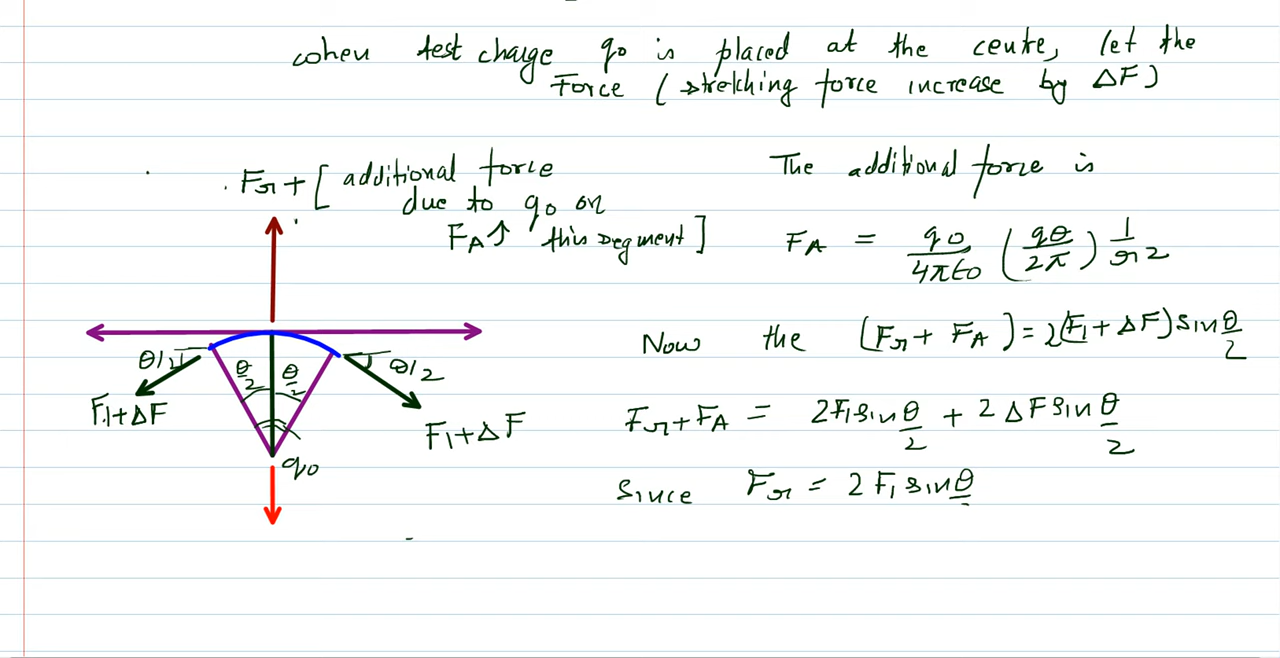 when test charge q0 is placed at the centre, let the
Force (stretching force increase by ΔF)
Fr + [ additional force
due to q0 on
FA↑ this segment ]
The additional force is
FA = q0/4πϵ0 (qθ/2π) 1/r2
Now the (Fr + FA) = 2(F1 + ΔF) sin θ/2
θ/2 θ/2 θ/2 θ/2
F1+ΔF
F1+ΔF
Fr+FA = 2F1 sin θ/2 + 2ΔF sin θ/2
q0
since Fr = 2F1 sin θ